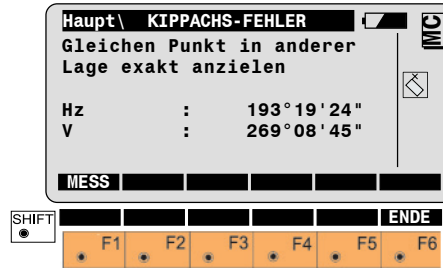 Haupt\ KIPPACHS-FEHLER MC
Gleichen Punkt in anderer
Lage exakt anzielen
Hz : 193°19'24"
V : 269°08'45"
MESS
SHIFT ENDE
F1 F2 F3 F4 F5 F6